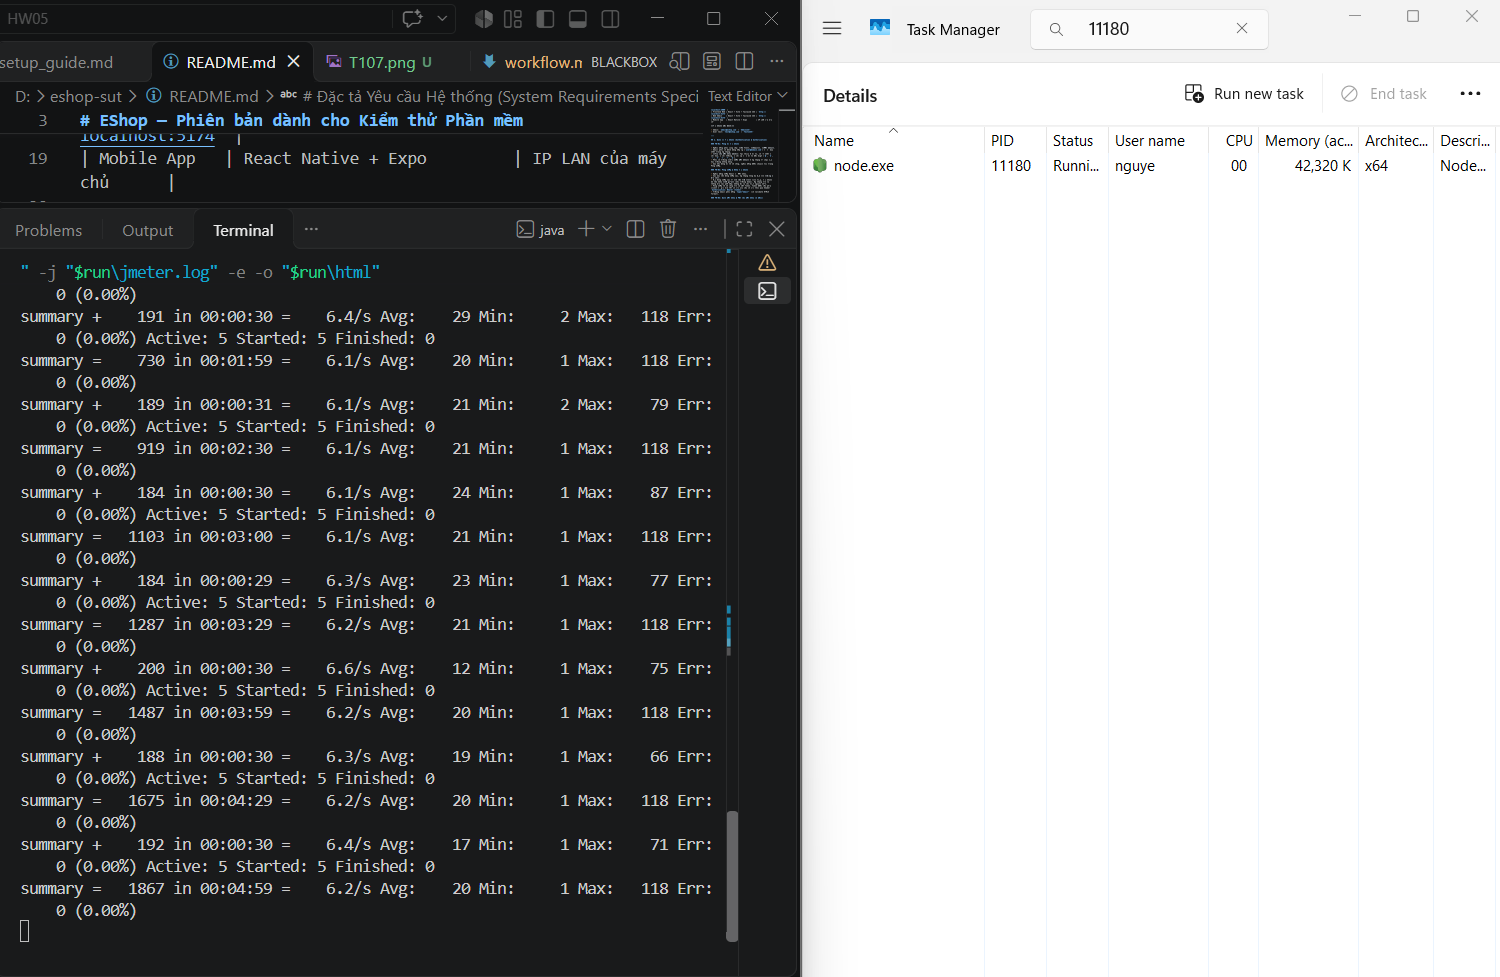 HW05
setup_guide.md
README.md
T107.png U
workflow.m
BLACKBOX
D: > eshop-sut > README.md > # Đặc tả Yêu cầu Hệ thống (System Requirements Speci
Text Editor
3 # EShop — Phiên bản dành cho Kiểm thử Phần mềm
localhost:5174 |
19 | Mobile App | React Native + Expo | IP LAN của máy
chủ |
Problems
Output
Terminal
java
" -j "$run\jmeter.log" -e -o "$run\html"
0 (0.00%)
summary + 191 in 00:00:30 = 6.4/s Avg: 29 Min: 2 Max: 118 Err:
0 (0.00%) Active: 5 Started: 5 Finished: 0
summary = 730 in 00:01:59 = 6.1/s Avg: 20 Min: 1 Max: 118 Err:
0 (0.00%)
summary + 189 in 00:00:31 = 6.1/s Avg: 21 Min: 2 Max: 79 Err:
0 (0.00%) Active: 5 Started: 5 Finished: 0
summary = 919 in 00:02:30 = 6.1/s Avg: 21 Min: 1 Max: 118 Err:
0 (0.00%)
summary + 184 in 00:00:30 = 6.1/s Avg: 24 Min: 1 Max: 87 Err:
0 (0.00%) Active: 5 Started: 5 Finished: 0
summary = 1103 in 00:03:00 = 6.1/s Avg: 21 Min: 1 Max: 118 Err:
0 (0.00%)
summary + 184 in 00:00:29 = 6.3/s Avg: 23 Min: 1 Max: 77 Err:
0 (0.00%) Active: 5 Started: 5 Finished: 0
summary = 1287 in 00:03:29 = 6.2/s Avg: 21 Min: 1 Max: 118 Err:
0 (0.00%)
summary + 200 in 00:00:30 = 6.6/s Avg: 12 Min: 1 Max: 75 Err:
0 (0.00%) Active: 5 Started: 5 Finished: 0
summary = 1487 in 00:03:59 = 6.2/s Avg: 20 Min: 1 Max: 118 Err:
0 (0.00%)
summary + 188 in 00:00:30 = 6.3/s Avg: 19 Min: 1 Max: 66 Err:
0 (0.00%) Active: 5 Started: 5 Finished: 0
summary = 1675 in 00:04:29 = 6.2/s Avg: 20 Min: 1 Max: 118 Err:
0 (0.00%)
summary + 192 in 00:00:30 = 6.4/s Avg: 17 Min: 1 Max: 71 Err:
0 (0.00%) Active: 5 Started: 5 Finished: 0
summary = 1867 in 00:04:59 = 6.2/s Avg: 20 Min: 1 Max: 118 Err:
0 (0.00%)
Task Manager
11180
Details
Run new task
End task
Name PID Status User name CPU Memory (ac... Architec... Descri...
node.exe 11180 Runni... nguye 00 42,320 K x64 Node...